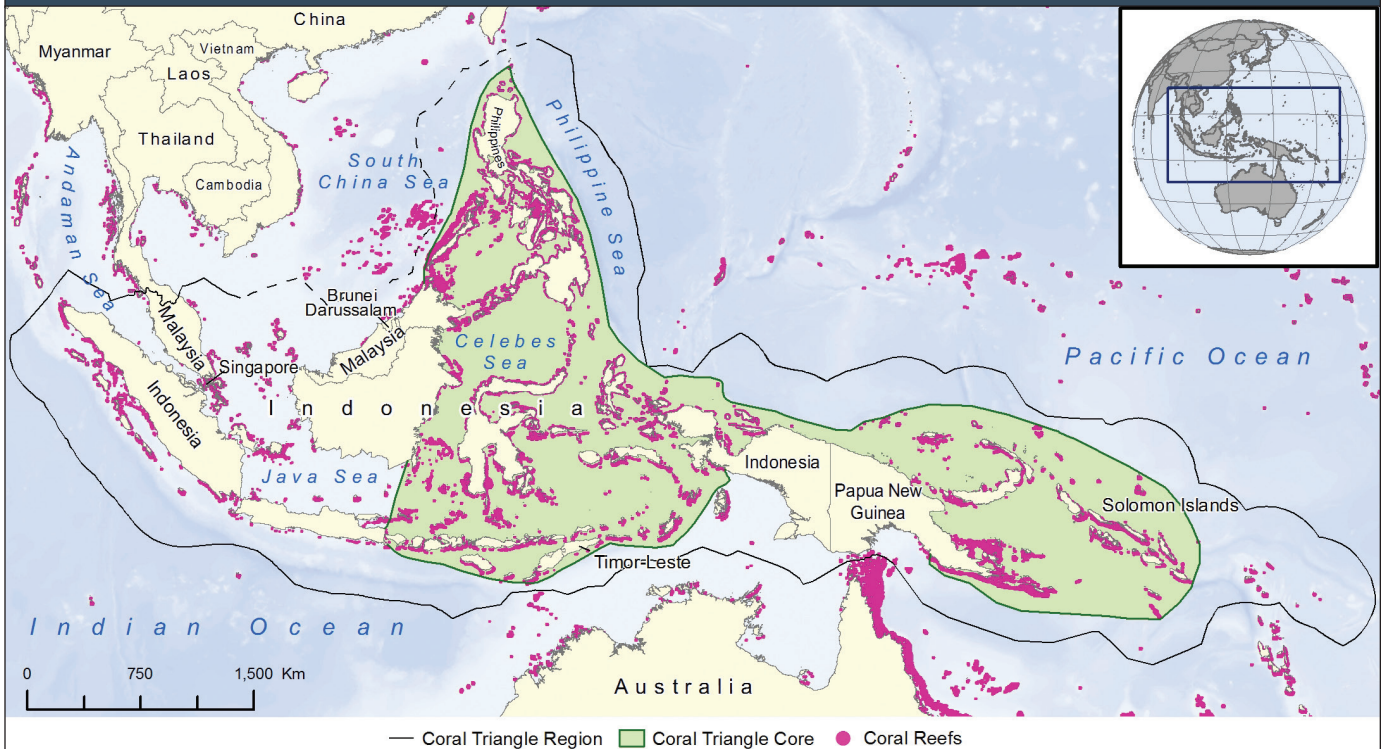 China
Myanmar
Vietnam
Laos
Thailand
Cambodia
Andaman Sea
South
China Sea
Philippines
Philippine Sea
Brunei
Darussalam
Malaysia
Malaysia
Singapore
Celebes
Sea
Pacific Ocean
Indonesia
Indonesia
Java Sea
Indonesia
Papua New
Guinea
Solomon Islands
Timor-Leste
Indian Ocean
0 750 1,500 Km
Australia
Coral Triangle Region Coral Triangle Core Coral Reefs